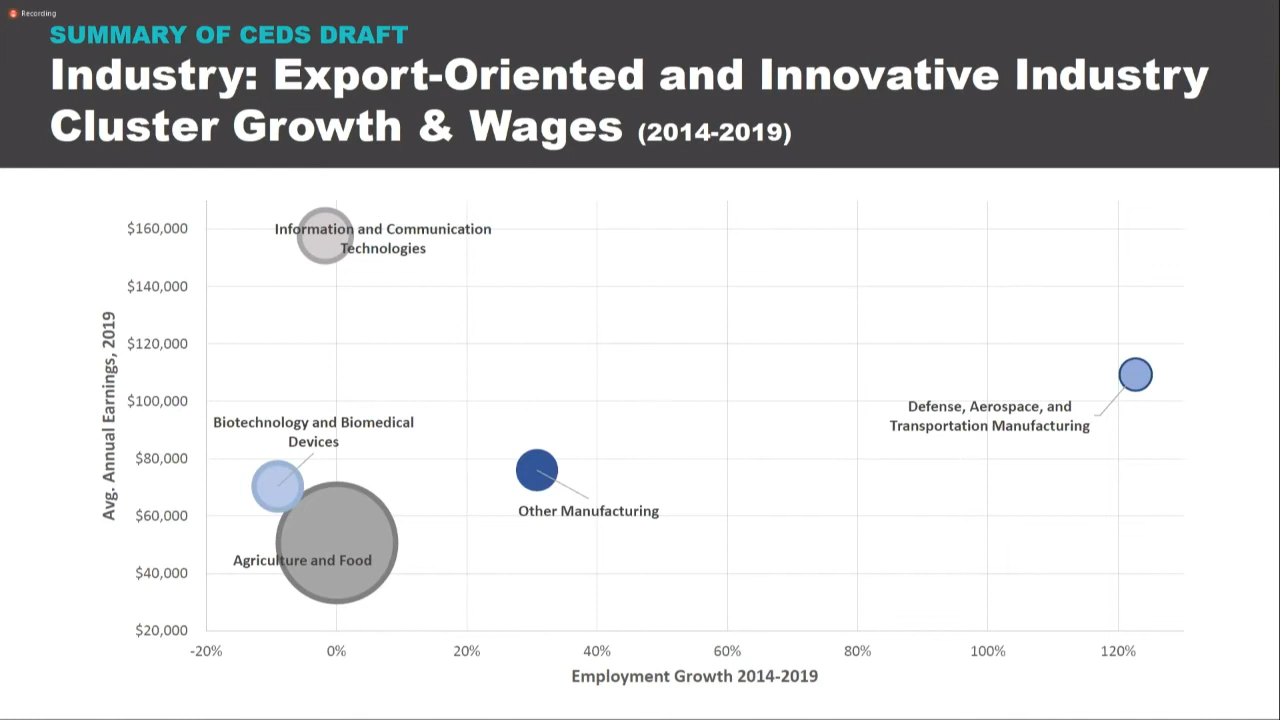 Recording
SUMMARY OF CEDS DRAFT
Industry: Export-Oriented and Innovative Industry
Cluster Growth & Wages (2014-2019)
$160,000
$140,000
$120,000
$100,000
$80,000
$60,000
$40,000
$20,000
Avg. Annual Earnings, 2019
Information and Communication
Technologies
Biotechnology and Biomedical
Devices
Agriculture and Food
Other Manufacturing
Defense, Aerospace, and
Transportation Manufacturing
-20%
0%
20%
40%
60%
80%
100%
120%
Employment Growth 2014-2019